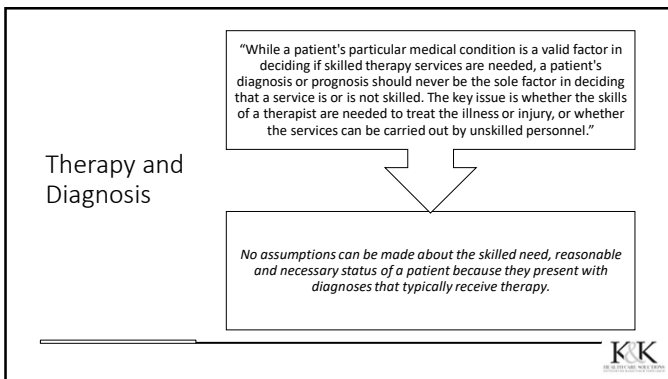 “While a patient's particular medical condition is a valid factor in
deciding if skilled therapy services are needed, a patient's
diagnosis or prognosis should never be the sole factor in deciding
that a service is or is not skilled. The key issue is whether the skills
of a therapist are needed to treat the illness or injury, or whether
the services can be carried out by unskilled personnel.”
Therapy and
Diagnosis
No assumptions can be made about the skilled need, reasonable
and necessary status of a patient because they present with
diagnoses that typically receive therapy.
K&K
HEALTH CARE SOLUTIONS